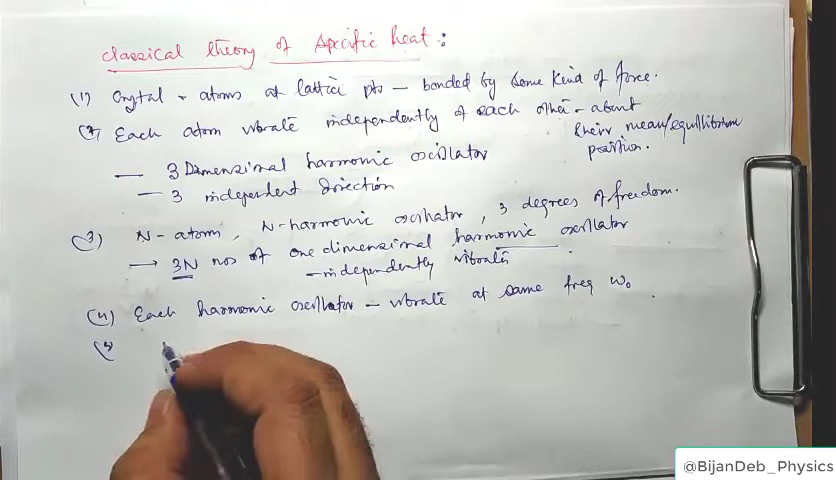 classical theory of specific heat :
(1) Crystal - atoms at lattice pts - bonded by some kind of force.
(2) Each atom vibrate independently of each other - about
their mean/equillibrium
position.
— 3 Dimensional harmonic oscillator
— 3 independent direction
(3) N - atom, N-harmonic oscillator, 3 degrees of freedom.
→ 3N nos of one dimensional harmonic oscillator
- independently vibrate
(4) Each harmonic oscillator - vibrate at same freq ω₀.
(5)
@BijanDeb_Physics